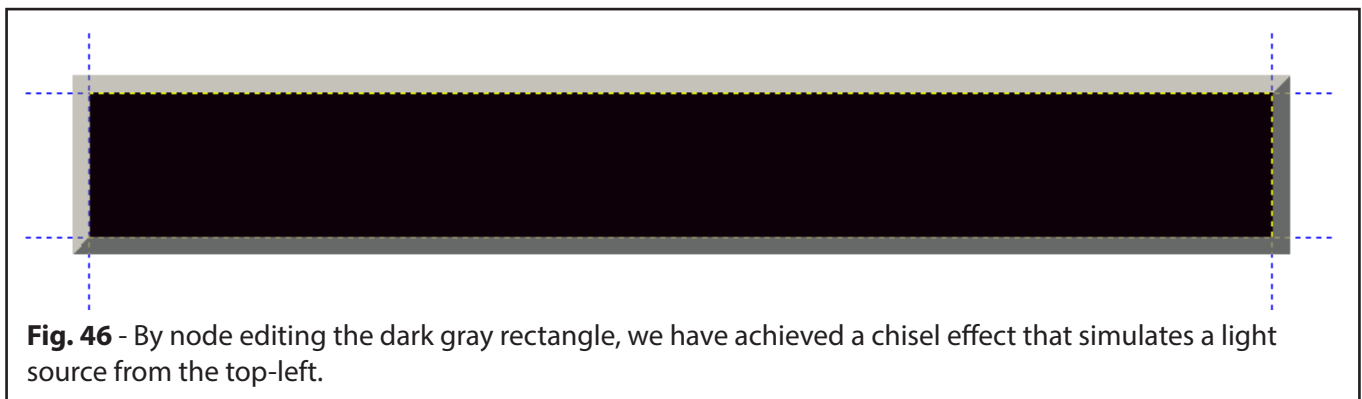 Fig. 46 - By node editing the dark gray rectangle, we have achieved a chisel effect that simulates a light
source from the top-left.